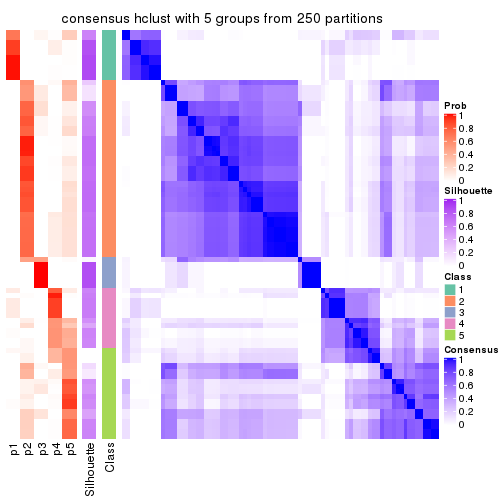 consensus hclust with 5 groups from 250 partitions
Prob
1
0.8
0.6
0.4
0.2
0
Silhouette
1
0.8
0.6
0.4
0.2
0
Class
1
2
3
4
5
Consensus
1
0.8
0.6
0.4
0.2
0
p1
p2
p3
p4
p5
Silhouette
Class